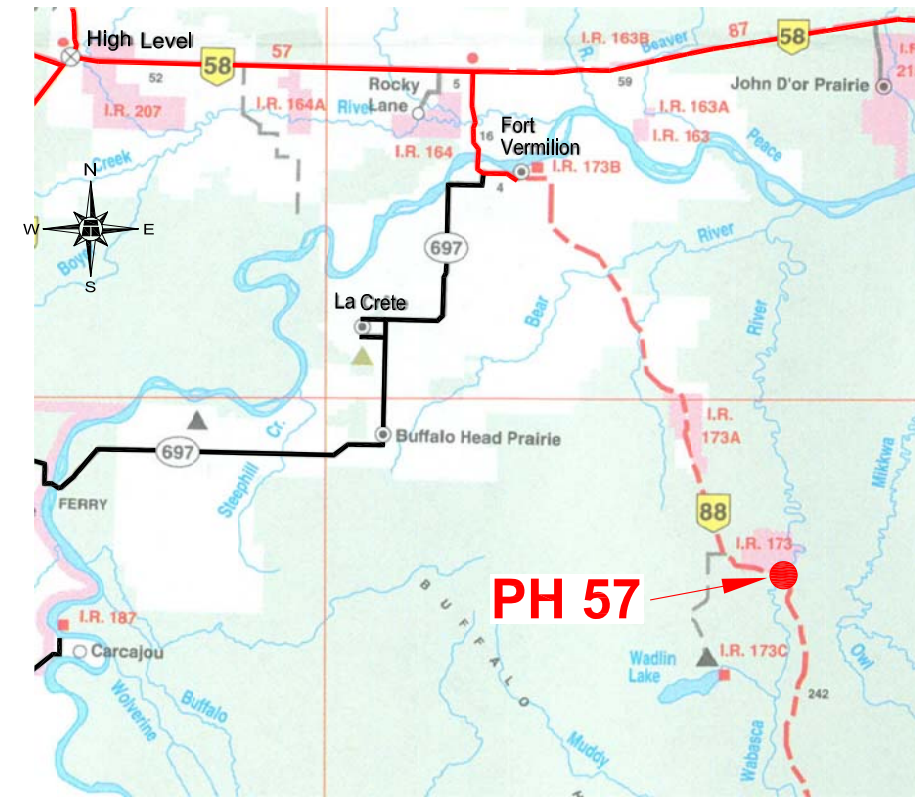 High Level
58
57
I.R. 163B
R.
Beaver
87
58
52
I.R. 207
I.R. 164A
River
Rocky
Lane
5
59
John D'or Prairie
I.R. 163A
I.R. 163
Creek
16
I.R. 164
Fort
Vermilion
I.R. 173B
Peace
N
W
E
S
4
Boyer
697
River
Bear
River
La Crete
I.R.
173A
Buffalo Head Prairie
697
Cr.
Steephill
Mikkwa
FERRY
88
I.R. 173
PH 57
BUFFALO
I.R. 187
Carcajou
Wadlin
Lake
I.R. 173C
Owl
242
Wolverine
Buffalo
Muddy
Wabasca